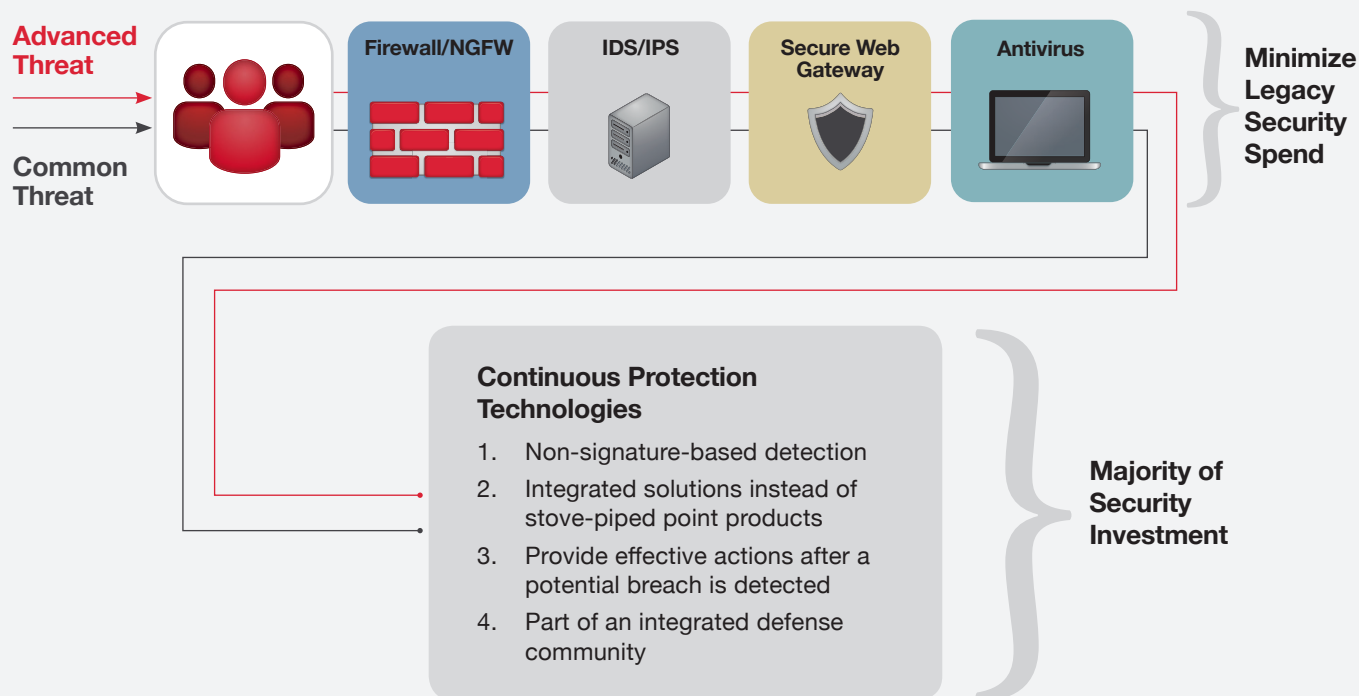 Advanced
Threat
Common
Threat
Firewall/NGFW
IDS/IPS
Secure Web
Gateway
Antivirus
Minimize
Legacy
Security
Spend
Continuous Protection
Technologies
1. Non-signature-based detection
2. Integrated solutions instead of
stove-piped point products
3. Provide effective actions after a
potential breach is detected
4. Part of an integrated defense
community
Majority of
Security
Investment